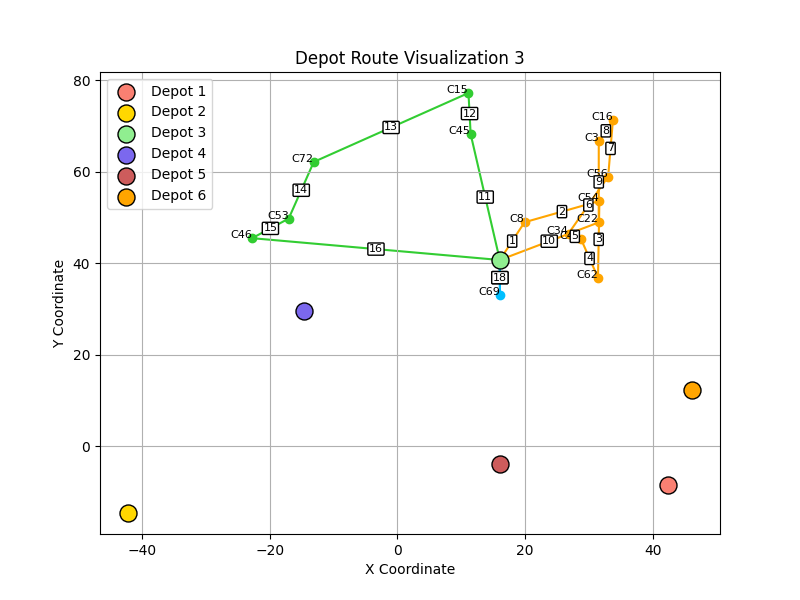 Depot Route Visualization 3
Depot 1
Depot 2
Depot 3
Depot 4
Depot 5
Depot 6
Y Coordinate
80
60
40
20
0
−40
−20
0
20
40
X Coordinate
C15
C45
C72
C53
C46
C69
C16
C3
C56
C54
C8
C22
C34
C62
1
2
3
4
5
6
7
8
9
10
11
12
13
14
15
16
18